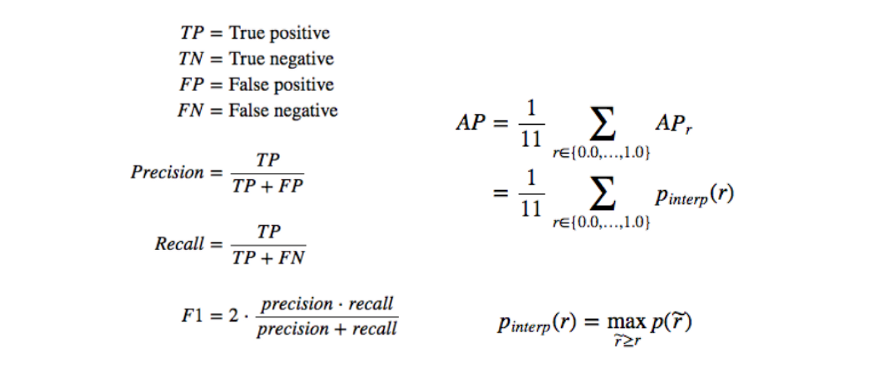 TP = True positive
TN = True negative
FP = False positive
FN = False negative
Precision = TP / (TP + FP)
Recall = TP / (TP + FN)
F1 = 2 · (precision · recall) / (precision + recall)
AP = 1/11 ∑ r∈{0.0,…,1.0} AP_r
= 1/11 ∑ r∈{0.0,…,1.0} p_interp(r)
p_interp(r) = max r̃≥r p(r̃)